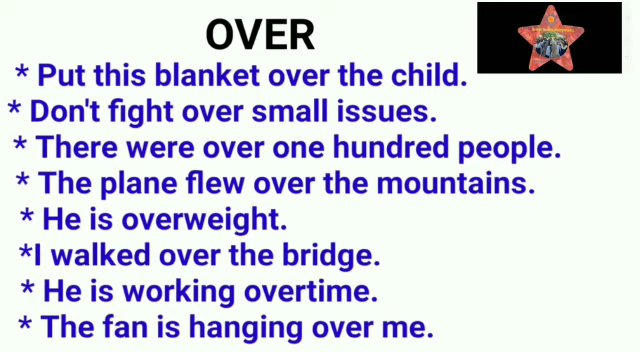 OVER
* Put this blanket over the child.
* Don't fight over small issues.
* There were over one hundred people.
* The plane flew over the mountains.
* He is overweight.
*I walked over the bridge.
* He is working overtime.
* The fan is hanging over me.